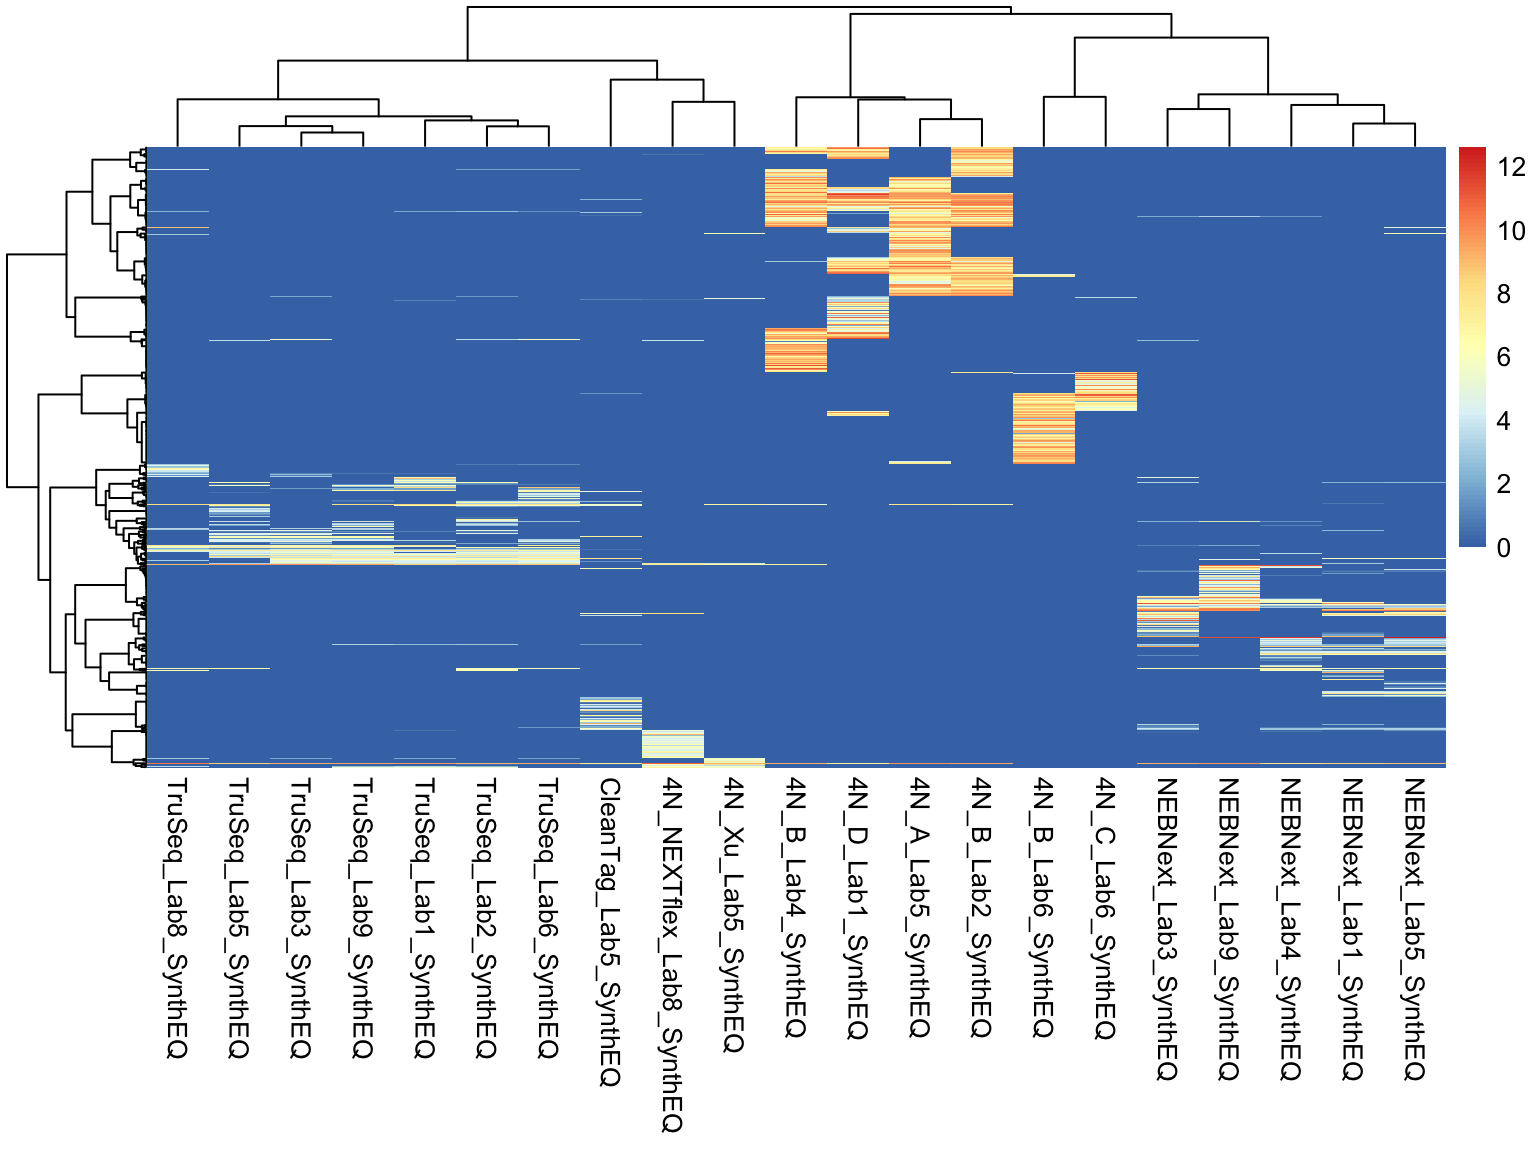 12
10
8
6
4
2
0
TruSeq_Lab8_SynthEQ
TruSeq_Lab5_SynthEQ
TruSeq_Lab3_SynthEQ
TruSeq_Lab9_SynthEQ
TruSeq_Lab1_SynthEQ
TruSeq_Lab2_SynthEQ
TruSeq_Lab6_SynthEQ
CleanTag_Lab5_SynthEQ
4N_NEXTflex_Lab8_SynthEQ
4N_Xu_Lab5_SynthEQ
4N_B_Lab4_SynthEQ
4N_D_Lab1_SynthEQ
4N_A_Lab5_SynthEQ
4N_B_Lab2_SynthEQ
4N_B_Lab6_SynthEQ
4N_C_Lab6_SynthEQ
NEBNext_Lab3_SynthEQ
NEBNext_Lab9_SynthEQ
NEBNext_Lab4_SynthEQ
NEBNext_Lab1_SynthEQ
NEBNext_Lab5_SynthEQ